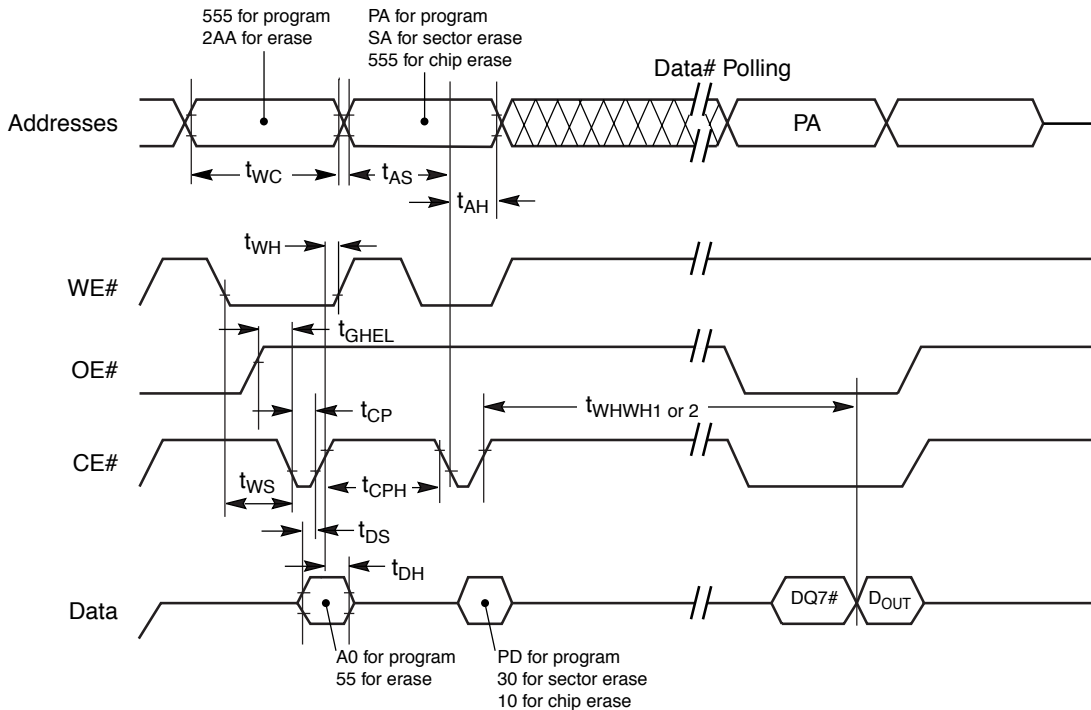 555 for program
2AA for erase
PA for program
SA for sector erase
555 for chip erase
Data# Polling
Addresses
PA
tWC
tAS
tAH
tWH
WE#
tGHEL
OE#
tCP
tWHWH1 or 2
CE#
tWS
tCPH
tDS
tDH
Data
DQ7#
DOUT
A0 for program
55 for erase
PD for program
30 for sector erase
10 for chip erase